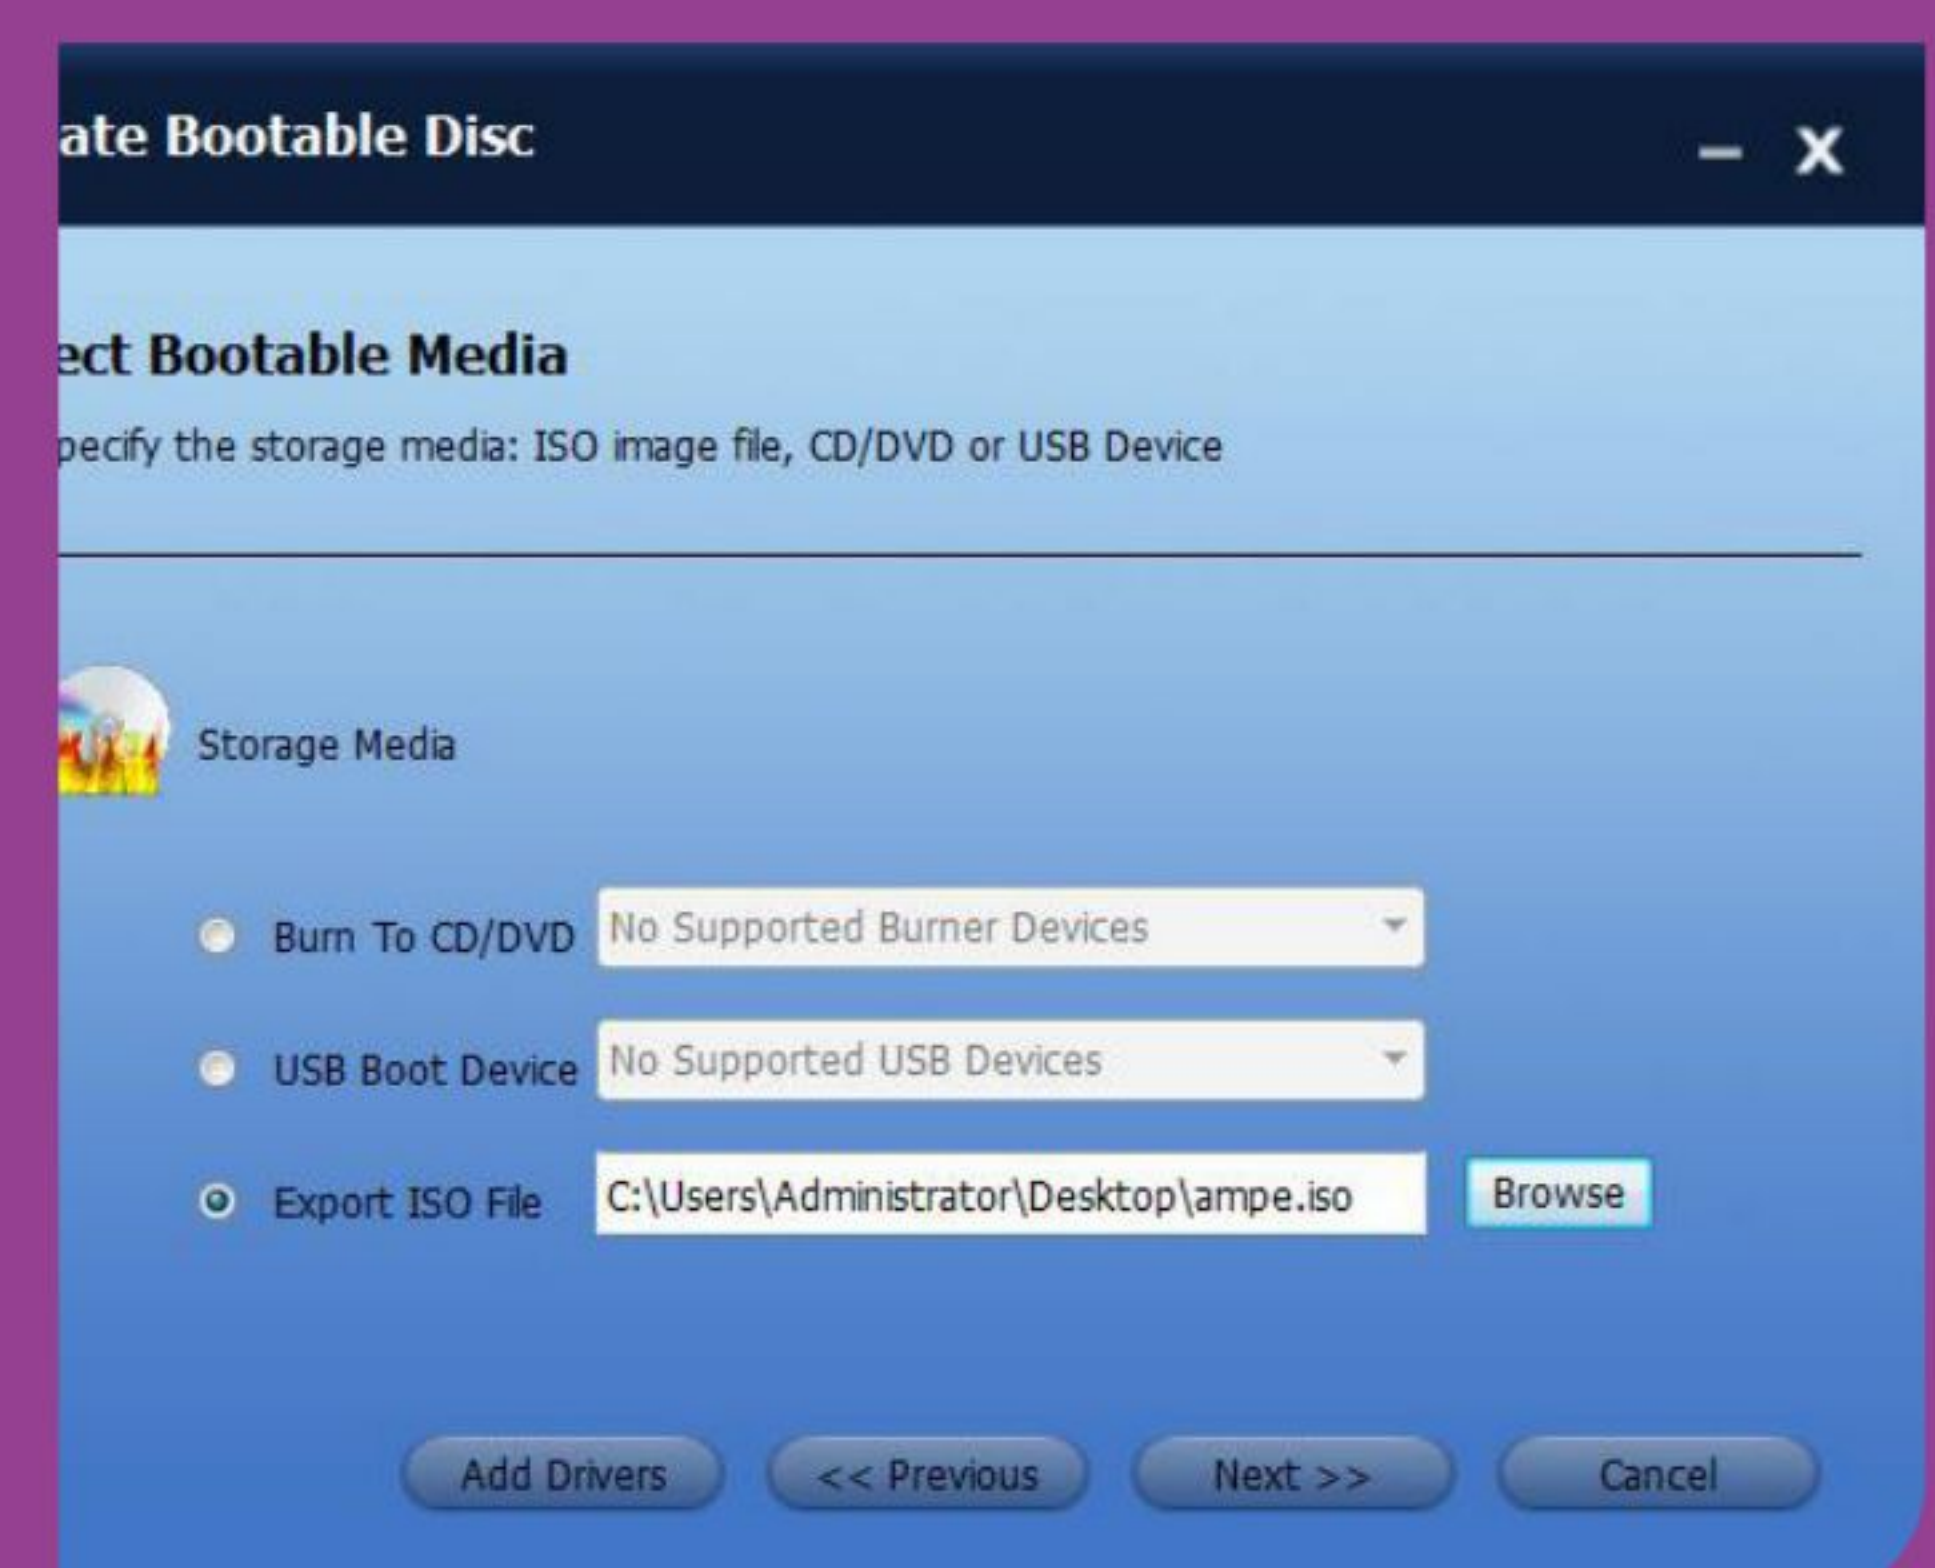 ate Bootable Disc
ect Bootable Media
pecify the storage media: ISO image file, CD/DVD or USB Device
Storage Media
Burn To CD/DVD No Supported Burner Devices
USB Boot Device No Supported USB Devices
Export ISO File C:\Users\Administrator\Desktop\ampe.iso Browse
Add Drivers << Previous Next >> Cancel